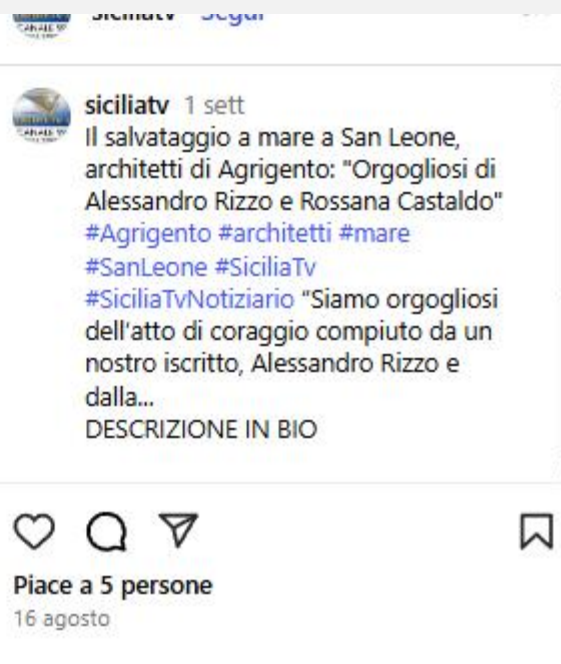 siciliatv Segui
siciliatv 1 sett
Il salvataggio a mare a San Leone,
architetti di Agrigento: "Orgogliosi di
Alessandro Rizzo e Rossana Castaldo"
#Agrigento #architetti #mare
#SanLeone #SiciliaTv
#SiciliaTvNotiziario "Siamo orgogliosi
dell'atto di coraggio compiuto da un
nostro iscritto, Alessandro Rizzo e
dalla...
DESCRIZIONE IN BIO
Piace a 5 persone
16 agosto